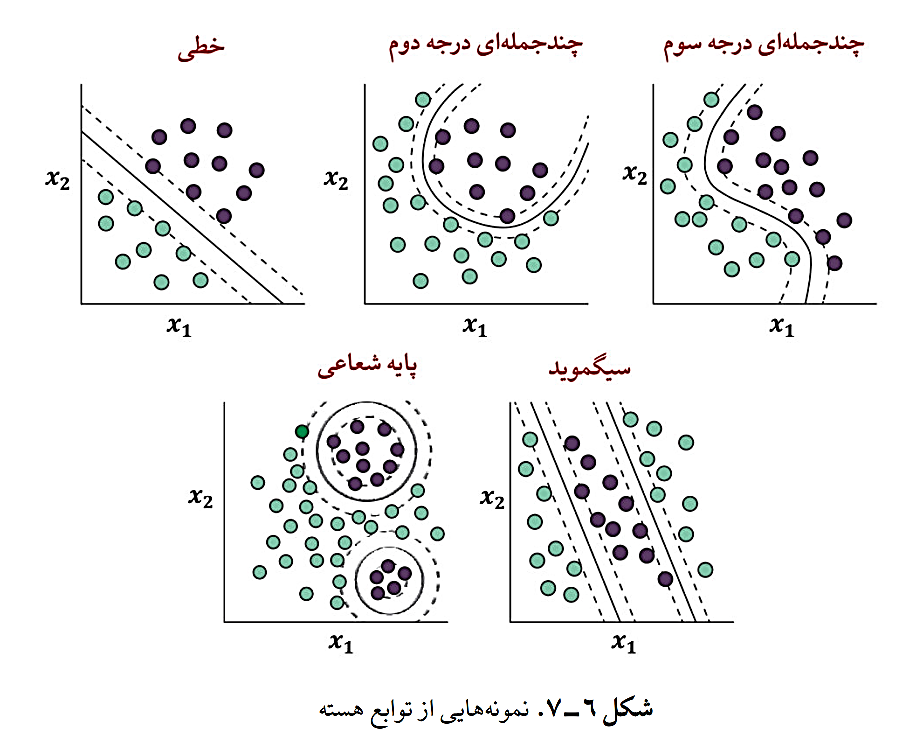 چندجمله‌ای درجه سوم
چندجمله‌ای درجه دوم
خطی
x₂
x₂
x₂
x₁
x₁
x₁
سیگموید
پایه شعاعی
x₂
x₂
x₁
x₁
شکل ٦ــ٧. نمونه‌هایی از توابع هسته